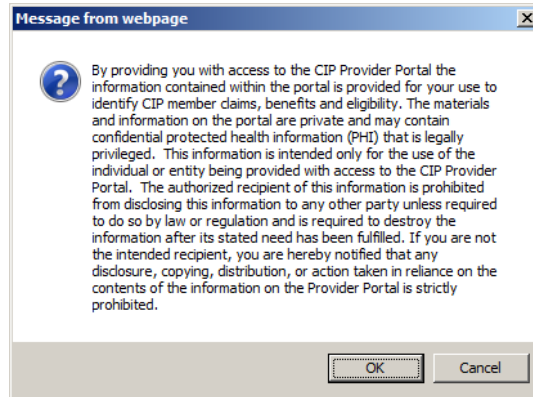 Message from webpage
By providing you with access to the CIP Provider Portal the
information contained within the portal is provided for your use to
identify CIP member claims, benefits and eligibility. The materials
and information on the portal are private and may contain
confidential protected health information (PHI) that is legally
privileged.  This information is intended only for the use of the
individual or entity being provided with access to the CIP Provider
Portal.  The authorized recipient of this information is prohibited
from disclosing this information to any other party unless required
to do so by law or regulation and is required to destroy the
information after its stated need has been fulfilled. If you are not
the intended recipient, you are hereby notified that any
disclosure, copying, distribution, or action taken in reliance on the
contents of the information on the Provider Portal is strictly
prohibited.
OK Cancel